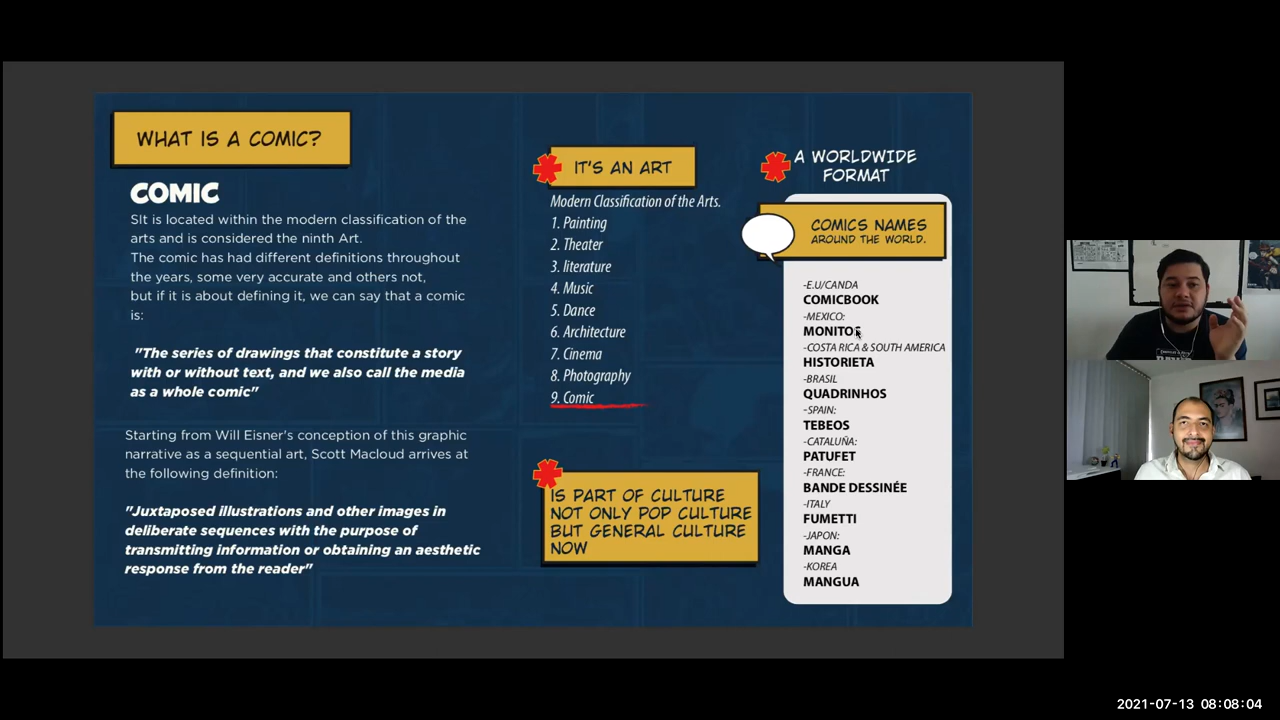 WHAT IS A COMIC?
COMIC
SIt is located within the modern classification of the
arts and is considered the ninth Art.
The comic has had different definitions throughout
the years, some very accurate and others not,
but if it is about defining it, we can say that a comic
is:
"The series of drawings that constitute a story
with or without text, and we also call the media
as a whole comic"
Starting from Will Eisner's conception of this graphic
narrative as a sequential art, Scott Macloud arrives at
the following definition:
"Juxtaposed illustrations and other images in
deliberate sequences with the purpose of
transmitting information or obtaining an aesthetic
response from the reader"
IT'S AN ART
Modern Classification of the Arts.
1. Painting
2. Theater
3. literature
4. Music
5. Dance
6. Architecture
7. Cinema
8. Photography
9. Comic
IS PART OF CULTURE
NOT ONLY POP CULTURE
BUT GENERAL CULTURE
NOW
A WORLDWIDE
FORMAT
COMICS NAMES
AROUND THE WORLD.
-E.U/CANDA
COMICBOOK
-MEXICO:
MONITOS
-COSTA RICA & SOUTH AMERICA
HISTORIETA
-BRASIL
QUADRINHOS
-SPAIN:
TEBEOS
-CATALUÑA:
PATUFET
-FRANCE:
BANDE DESSINÉE
-ITALY
FUMETTI
-JAPON:
MANGA
-KOREA
MANGUA
2021-07-13 08:08:04